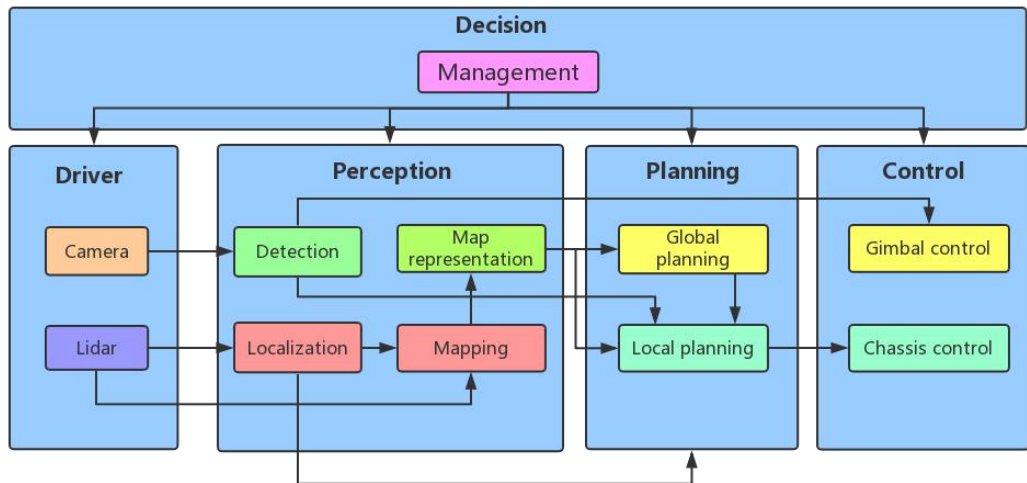 Decision
Management
Driver
Perception
Planning
Control
Camera
Detection
Map
representation
Global
planning
Gimbal control
Lidar
Localization
Mapping
Local planning
Chassis control